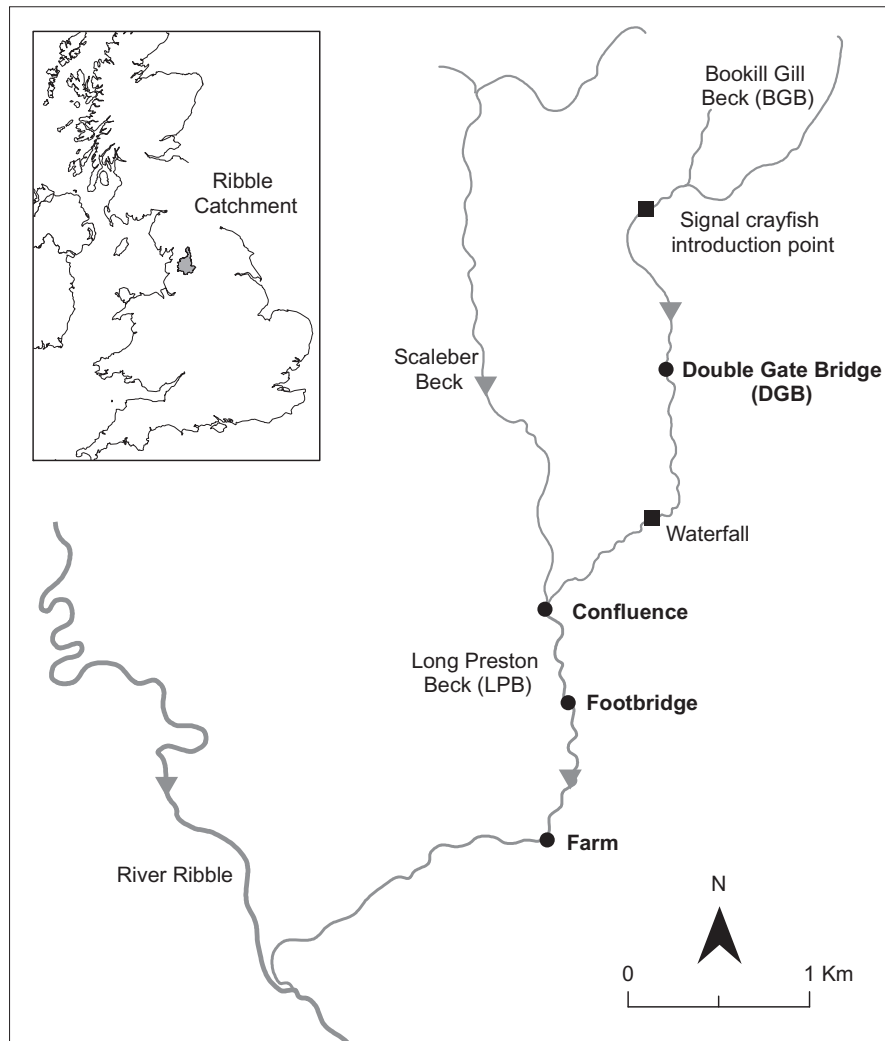 Ribble
Catchment
Bookill Gill
Beck (BGB)
Signal crayfish
introduction point
Scaleber
Beck
Double Gate Bridge
(DGB)
Waterfall
Confluence
Long Preston
Beck (LPB)
Footbridge
Farm
River Ribble
N
0 1 Km